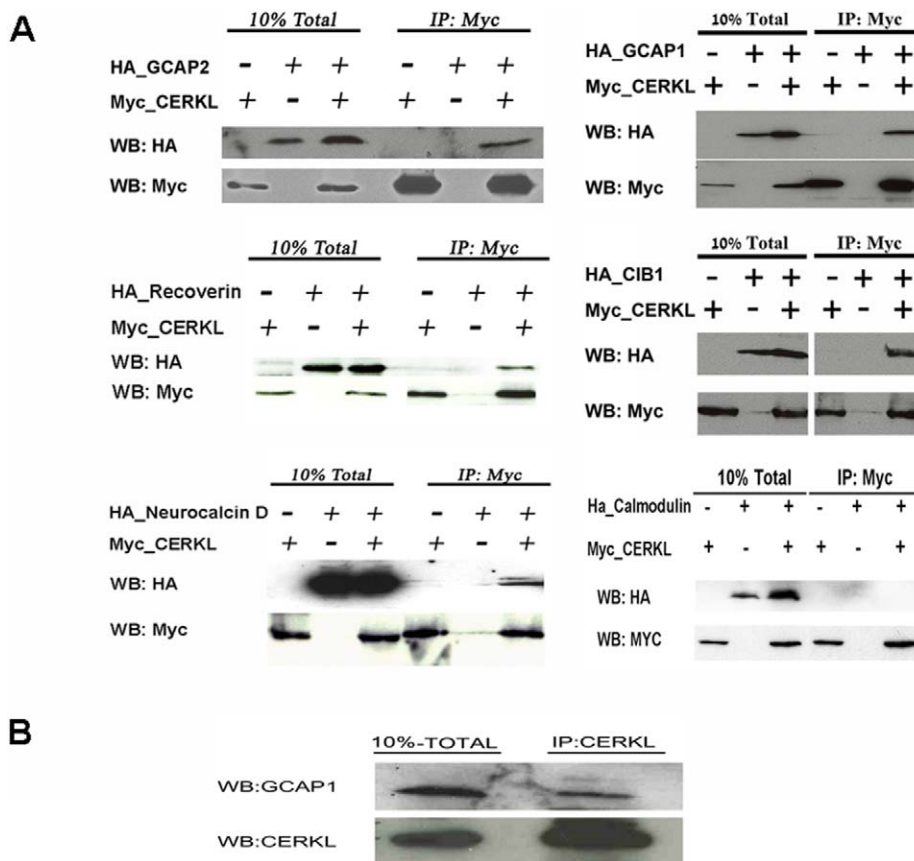 A
10% Total IP: Myc
HA_GCAP2 - + + - + +
Myc_CERKL + - + + - +
WB: HA
WB: Myc
10% Total IP: Myc
HA_GCAP1 - + + - + +
Myc_CERKL + - + + - +
WB: HA
WB: Myc
10% Total IP: Myc
HA_Recoverin - + + - + +
Myc_CERKL + - + + - +
WB: HA
WB: Myc
10% Total IP: Myc
HA_CIB1 - + + - + +
Myc_CERKL + - + + - +
WB: HA
WB: Myc
10% Total IP: Myc
HA_Neurocalcin D - + + - + +
Myc_CERKL + - + + - +
WB: HA
WB: Myc
10% Total IP: Myc
Ha_Calmodulin - + + - + +
Myc_CERKL + - + + - +
WB: HA
WB: MYC
B
10%-TOTAL IP:CERKL
WB:GCAP1
WB:CERKL